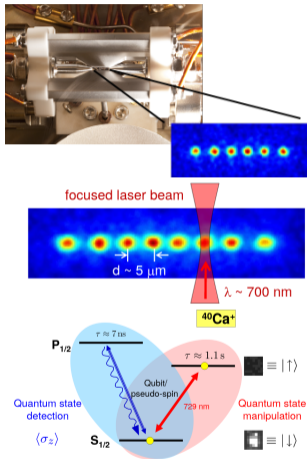 focused laser beam
d ~ 5 μm
λ ~ 700 nm
⁴⁰Ca⁺
P₁/₂
τ ≈ 7 ns
τ ≈ 1.1 s
Qubit/
pseudo-spin
≡ |↑⟩
729 nm
Quantum state
detection
⟨σz⟩
Quantum state
manipulation
S₁/₂
≡ |↓⟩